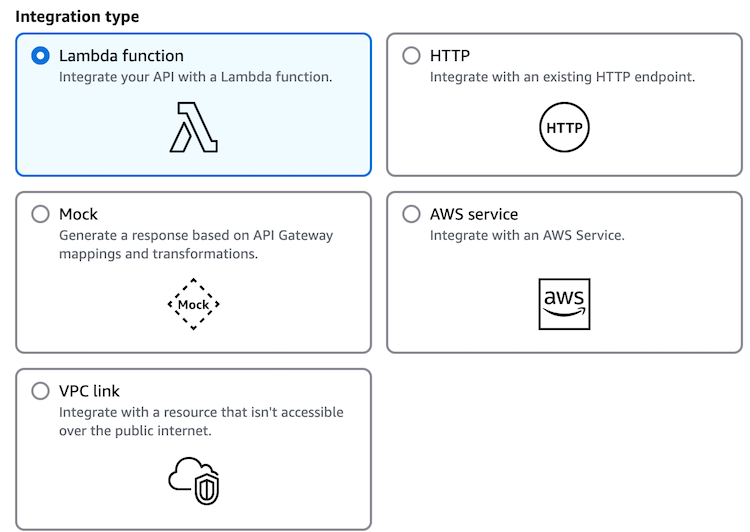 Integration type
Lambda function
Integrate your API with a Lambda function.
HTTP
Integrate with an existing HTTP endpoint.
HTTP
Mock
Generate a response based on API Gateway
mappings and transformations.
Mock
AWS service
Integrate with an AWS Service.
aws
VPC link
Integrate with a resource that isn't accessible
over the public internet.